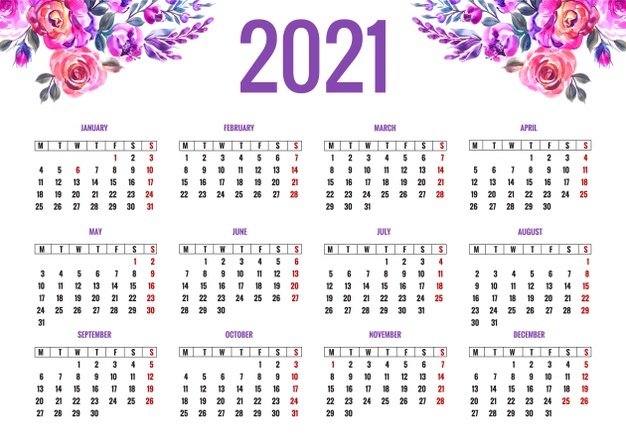 2021
JANUARY
M T W T F S S
1 2 3
4 5 6 7 8 9 10
11 12 13 14 15 16 17
18 19 20 21 22 23 24
25 26 27 28 29 30 31
FEBRUARY
M T W T F S S
1 2 3 4 5 6 7
8 9 10 11 12 13 14
15 16 17 18 19 20 21
22 23 24 25 26 27 28
MARCH
M T W T F S S
1 2 3 4 5 6 7
8 9 10 11 12 13 14
15 16 17 18 19 20 21
22 23 24 25 26 27 28
29 30 31
APRIL
M T W T F S S
1 2 3 4
5 6 7 8 9 10 11
12 13 14 15 16 17 18
19 20 21 22 23 24 25
26 27 28 29 30
MAY
M T W T F S S
1 2
3 4 5 6 7 8 9
10 11 12 13 14 15 16
17 18 19 20 21 22 23
24 25 26 27 28 29 30
31
JUNE
M T W T F S S
1 2 3 4 5 6
7 8 9 10 11 12 13
14 15 16 17 18 19 20
21 22 23 24 25 26 27
28 29 30
JULY
M T W T F S S
1 2 3 4
5 6 7 8 9 10 11
12 13 14 15 16 17 18
19 20 21 22 23 24 25
26 27 28 29 30 31
AUGUST
M T W T F S S
1
2 3 4 5 6 7 8
9 10 11 12 13 14 15
16 17 18 19 20 21 22
23 24 25 26 27 28 29
30 31
SEPTEMBER
M T W T F S S
1 2 3 4 5
6 7 8 9 10 11 12
13 14 15 16 17 18 19
20 21 22 23 24 25 26
27 28 29 30
OCTOBER
M T W T F S S
1 2 3
4 5 6 7 8 9 10
11 12 13 14 15 16 17
18 19 20 21 22 23 24
25 26 27 28 29 30 31
NOVEMBER
M T W T F S S
1 2 3 4 5 6 7
8 9 10 11 12 13 14
15 16 17 18 19 20 21
22 23 24 25 26 27 28
29 30
DECEMBER
M T W T F S S
1 2 3 4 5
6 7 8 9 10 11 12
13 14 15 16 17 18 19
20 21 22 23 24 25 26
27 28 29 30 31